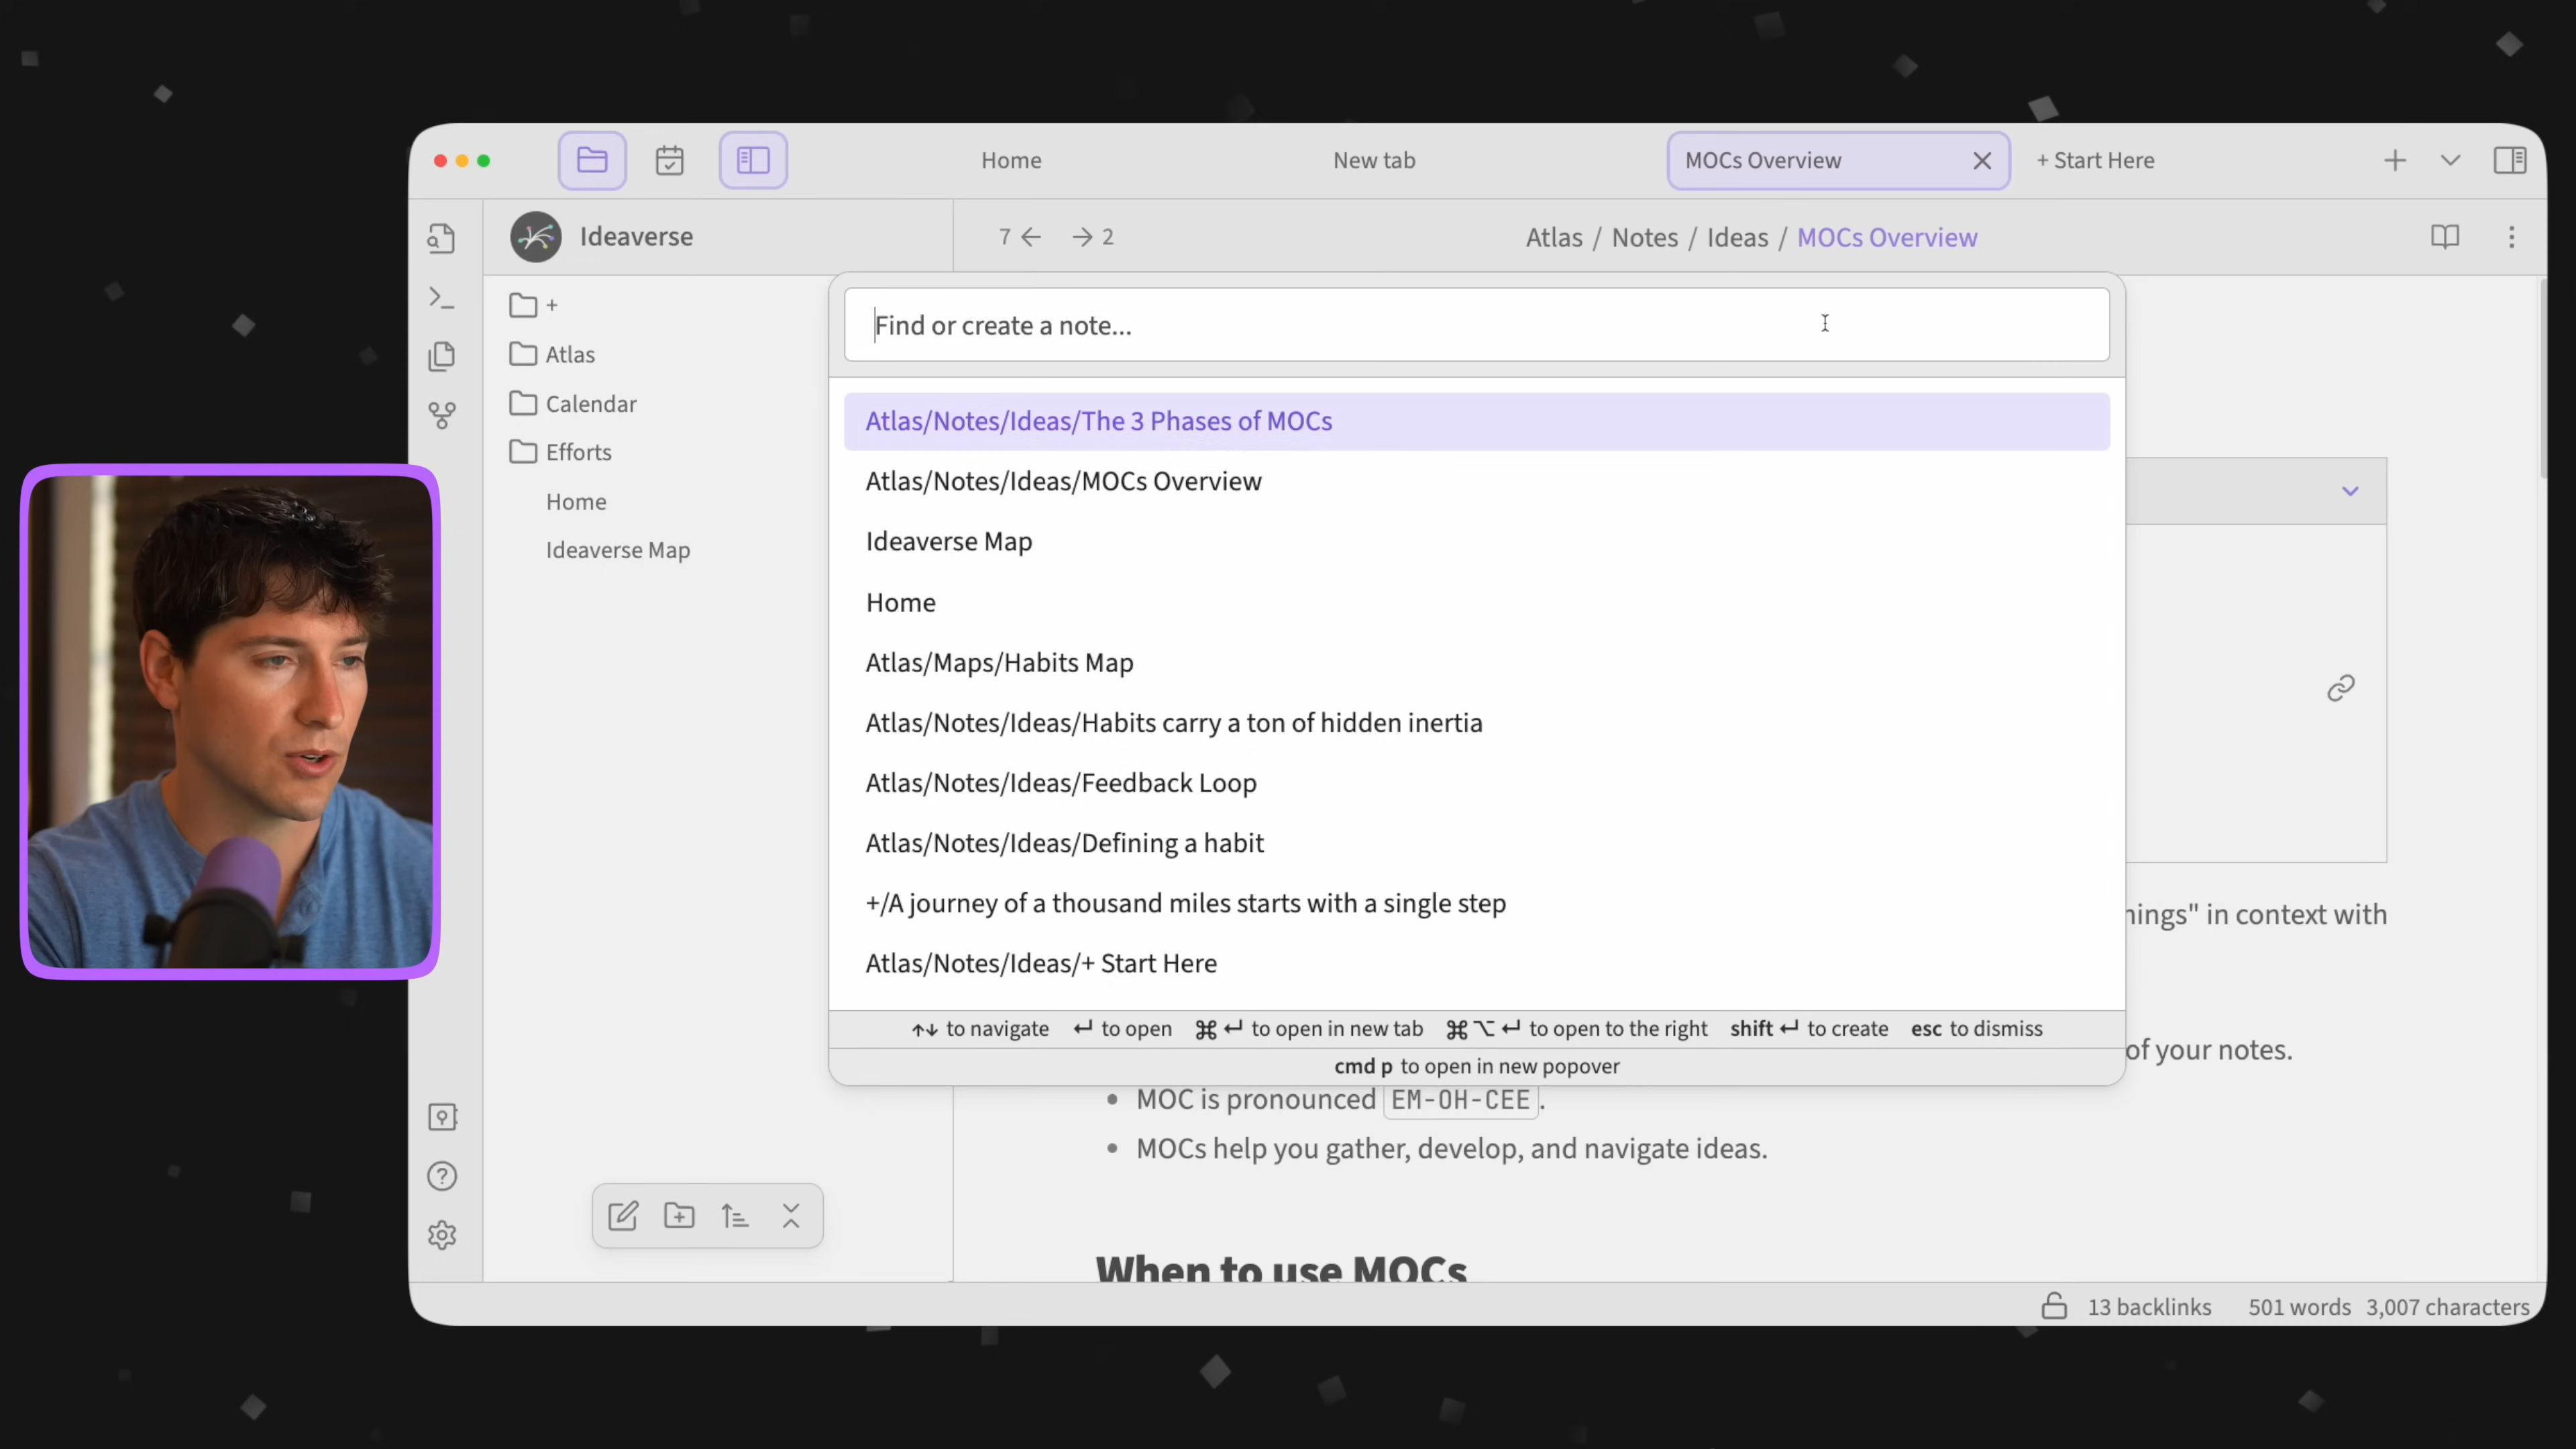 Home
New tab
MOCs Overview
+ Start Here
Ideaverse
7
2
Atlas / Notes / Ideas / MOCs Overview
+
Atlas
Calendar
Efforts
Home
Ideaverse Map
Find or create a note...
Atlas/Notes/Ideas/The 3 Phases of MOCs
Atlas/Notes/Ideas/MOCs Overview
Ideaverse Map
Home
Atlas/Maps/Habits Map
Atlas/Notes/Ideas/Habits carry a ton of hidden inertia
Atlas/Notes/Ideas/Feedback Loop
Atlas/Notes/Ideas/Defining a habit
+/A journey of a thousand miles starts with a single step
Atlas/Notes/Ideas/+ Start Here
↑↓ to navigate ↵ to open ⌘ ↵ to open in new tab ⌘⌥ ↵ to open to the right shift ↵ to create esc to dismiss
cmd p to open in new popover
" in context with
of your notes.
MOC is pronounced EM-OH-CEE.
MOCs help you gather, develop, and navigate ideas.
When to use MOCs
13 backlinks 501 words 3,007 characters